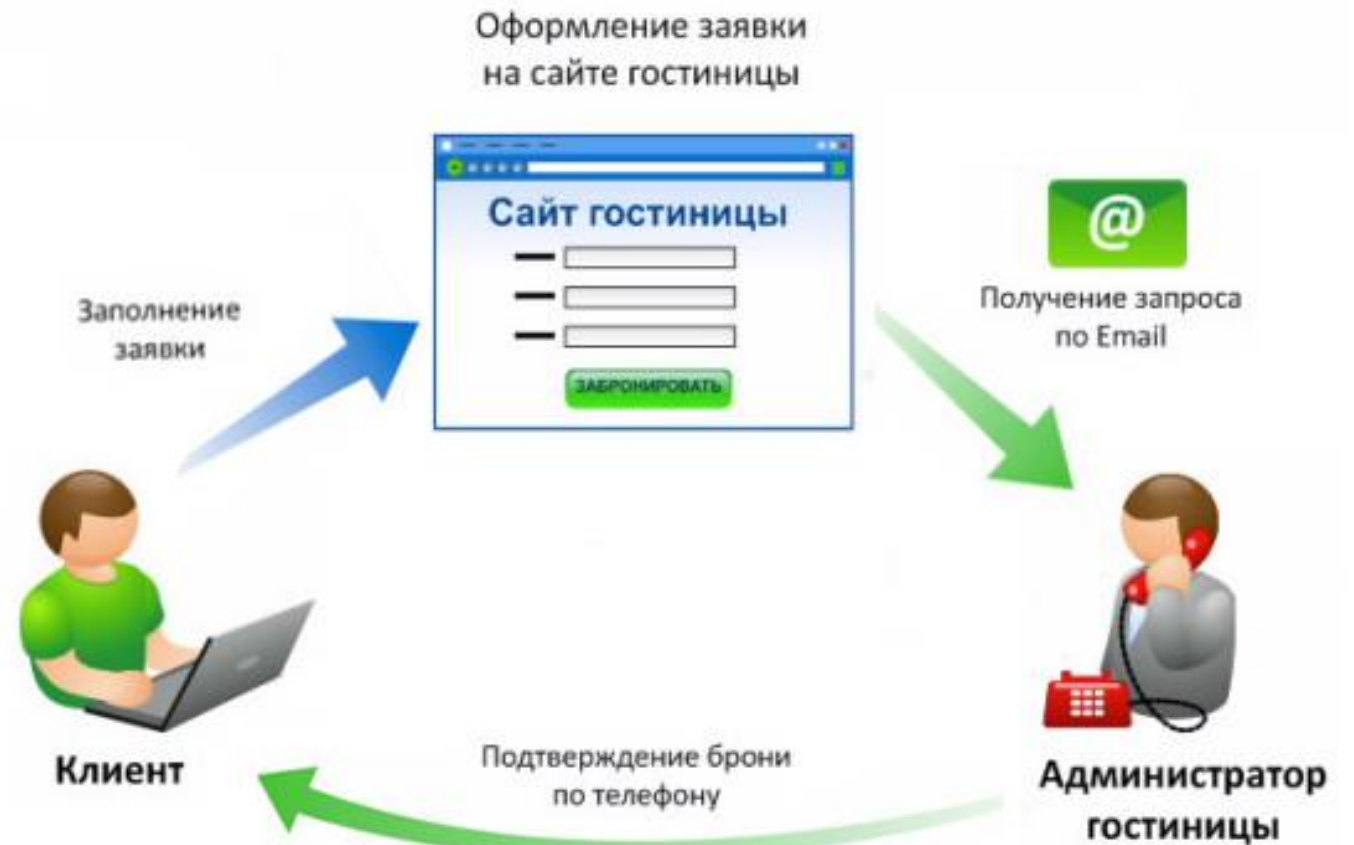 Оформление заявки
на сайте гостиницы
Сайт гостиницы
ЗАБРОНИРОВАТЬ
Заполнение
заявки
@
Получение запроса
по Email
Клиент
Подтверждение брони
по телефону
Администратор
гостиницы